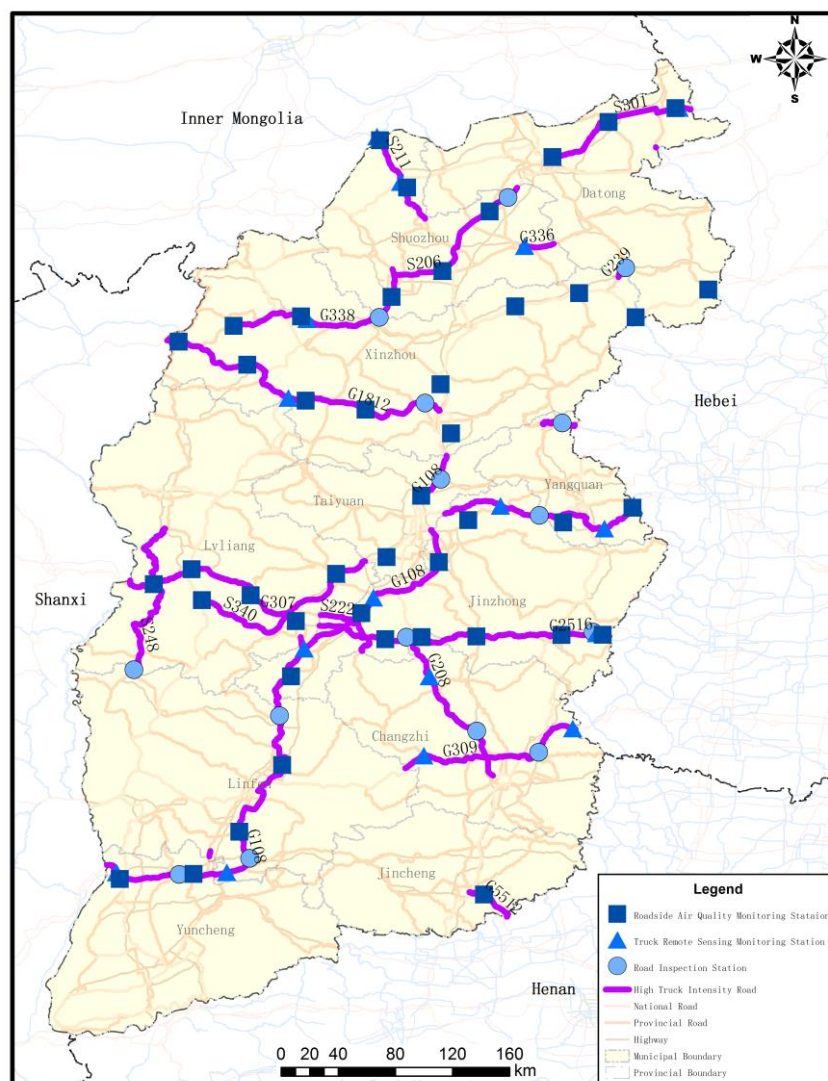 N
W E
S
Inner Mongolia
S301
S211
Datong
Shuozhou
G336
S206
G239
G338
Xinzhou
Hebei
G1812
G108
Yangquan
Taiyuan
Lvliang
G108
Shanxi
G307
S340
S222
Jinzhong
G2516
S248
G208
Changzhi
G309
Linfen
G108
Jincheng
G5512
Yuncheng
Henan
Legend
Roadside Air Quality Monitoring Stataion
Truck Remote Sensing Monitoring Station
Road Inspection Station
High Truck Intensity Road
National Road
Provincial Road
Highway
Municipal Boundary
Provincial Boundary
0 20 40 80 120 160
km